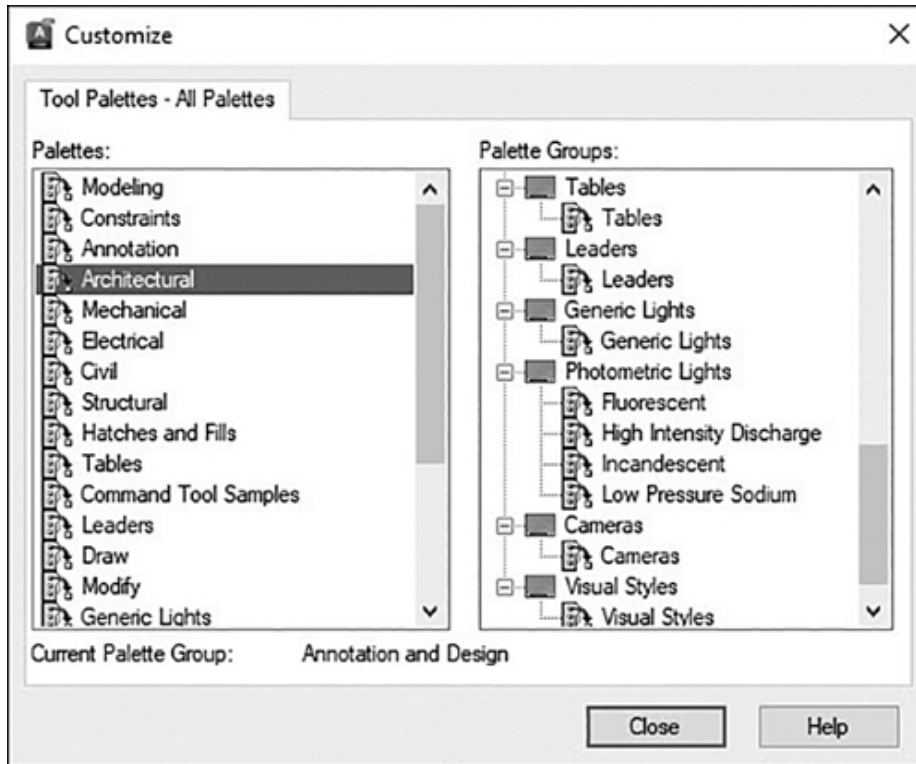 Customize
Tool Palettes - All Palettes
Palettes:
Modeling
Constraints
Annotation
Architectural
Mechanical
Electrical
Civil
Structural
Hatches and Fills
Tables
Command Tool Samples
Leaders
Draw
Modify
Generic Lights
Palette Groups:
Tables
Tables
Leaders
Leaders
Generic Lights
Generic Lights
Photometric Lights
Fluorescent
High Intensity Discharge
Incandescent
Low Pressure Sodium
Cameras
Cameras
Visual Styles
Visual Styles
Current Palette Group: Annotation and Design
Close Help